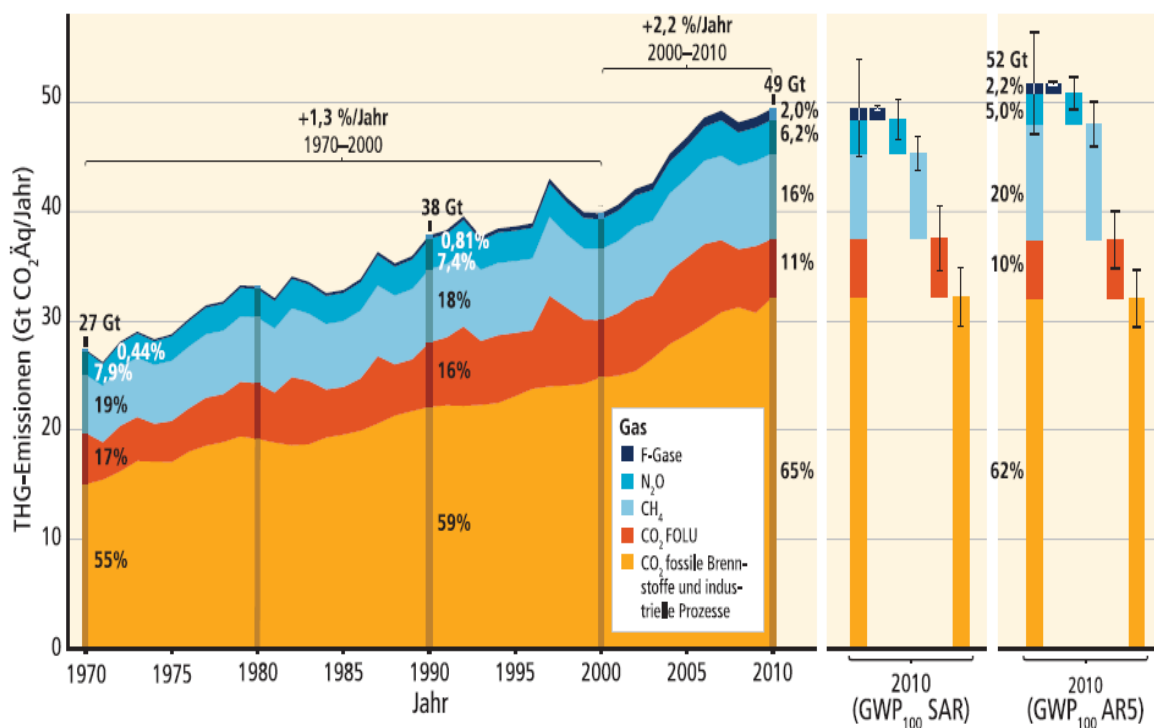 THG-Emissionen (Gt CO₂Äq/Jahr)
50
40
30
20
10
0
+1,3 %/Jahr
1970–2000
+2,2 %/Jahr
2000–2010
27 Gt
0,44%
7,9%
19%
17%
55%
38 Gt
0,81%
7,4%
18%
16%
59%
49 Gt
2,0%
6,2%
16%
11%
65%
Gas
F-Gase
N₂O
CH₄
CO₂ FOLU
CO₂ fossile Brenn-
stoffe und indus-
trielle Prozesse
1970
1975
1980
1985
1990
1995
2000
2005
2010
Jahr
2010
(GWP₁₀₀ SAR)
52 Gt
2,2%
5,0%
20%
10%
62%
2010
(GWP₁₀₀ AR5)